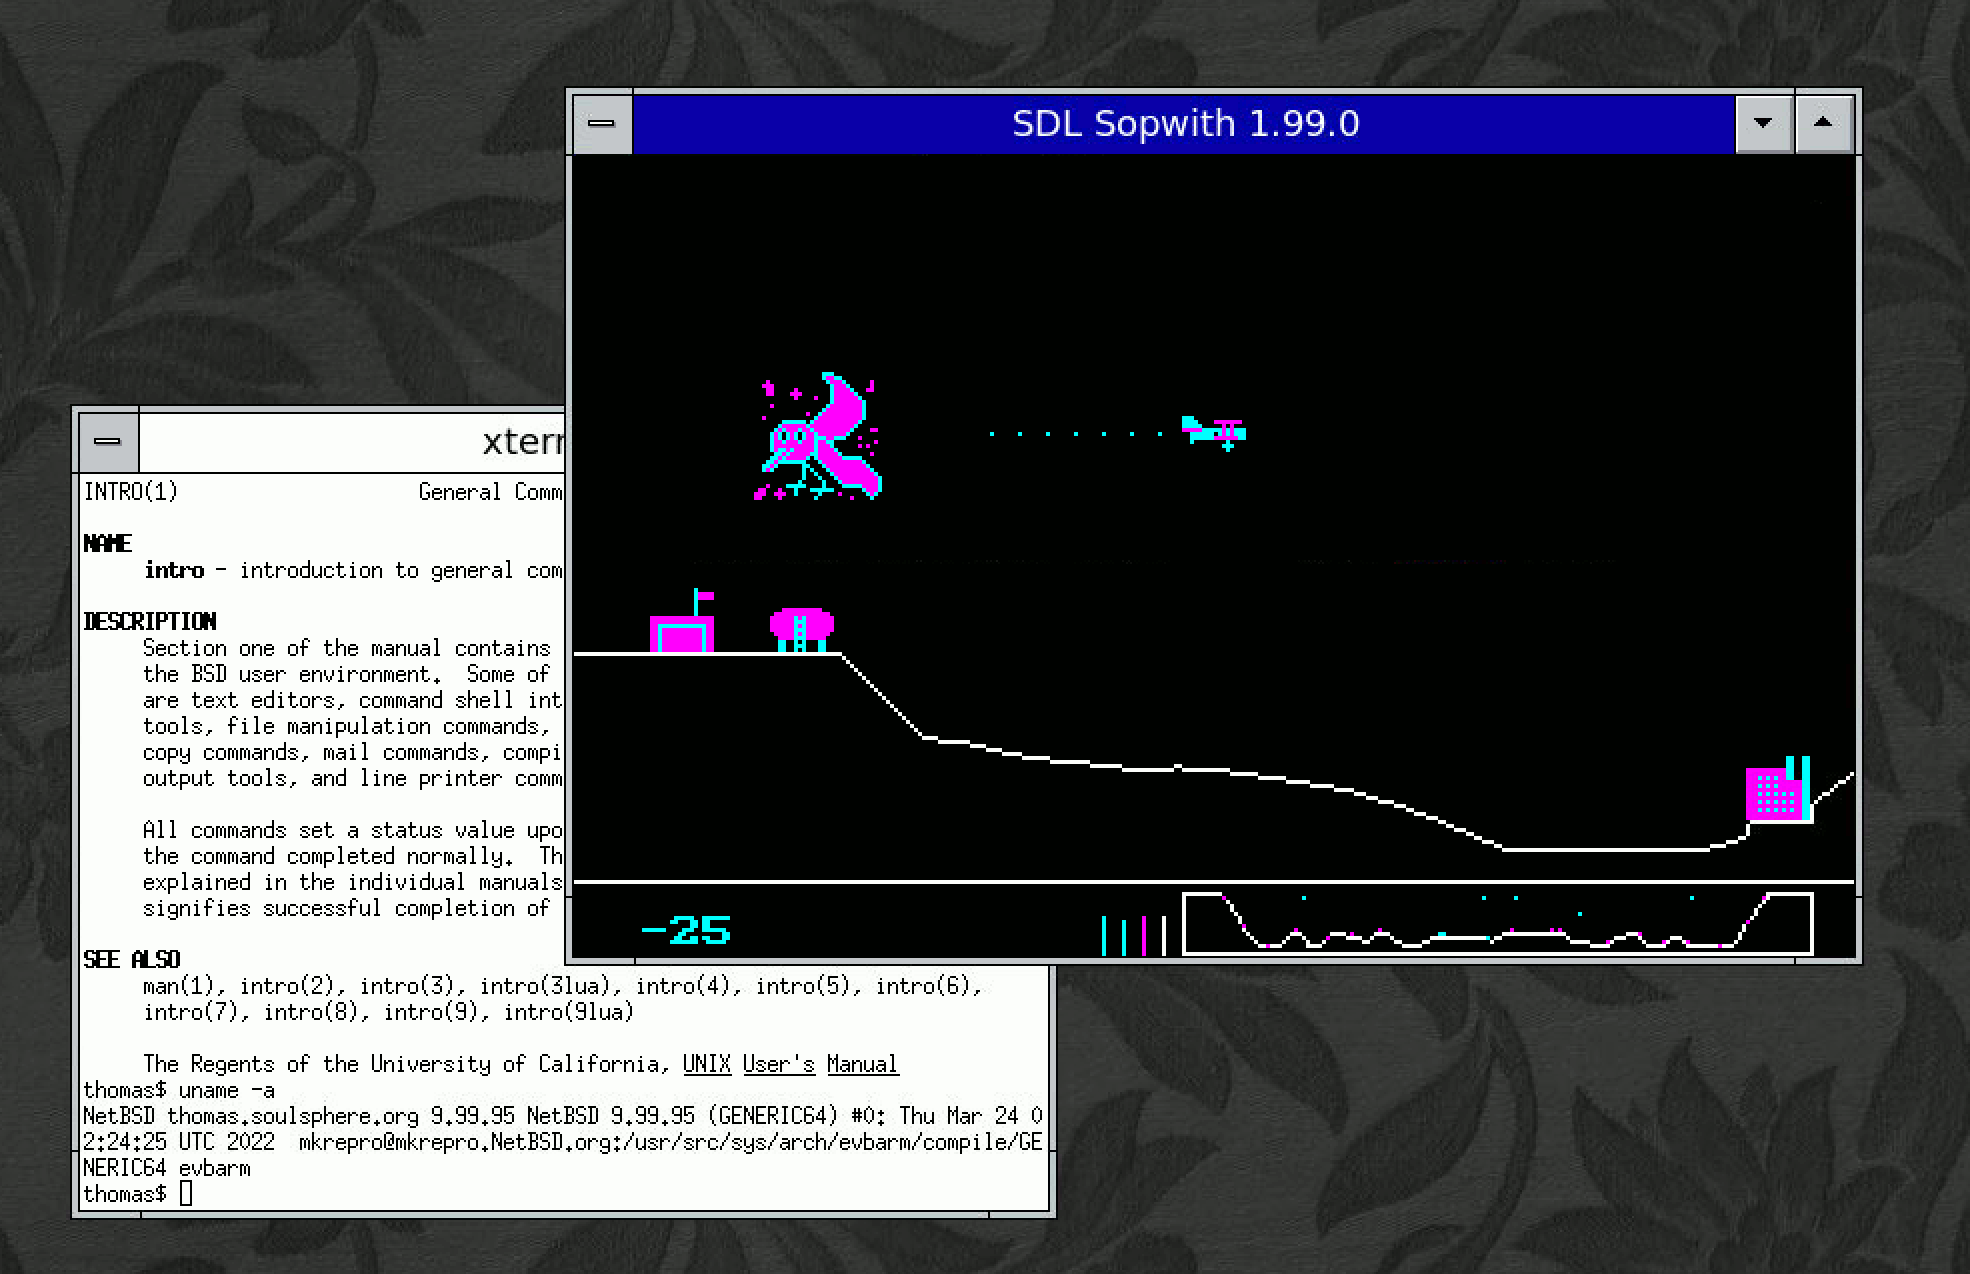 SDL Sopwith 1.99.0
-25
xterm
INTRO(1) General Comm
NAME
intro - introduction to general com
DESCRIPTION
Section one of the manual contains
the BSD user environment. Some of
are text editors, command shell int
tools, file manipulation commands,
copy commands, mail commands, compi
output tools, and line printer comm
All commands set a status value upo
the command completed normally. Th
explained in the individual manuals
signifies successful completion of
SEE ALSO
man(1), intro(2), intro(3), intro(3lua), intro(4), intro(5), intro(6),
intro(7), intro(8), intro(9), intro(9lua)
The Regents of the University of California, UNIX User's Manual
thomas$ uname -a
NetBSD thomas.soulsphere.org 9.99.95 NetBSD 9.99.95 (GENERIC64) #0: Thu Mar 24 0
2:24:25 UTC 2022 mkrepro@mkrepro.NetBSD.org:/usr/src/sys/arch/evbarm/compile/GE
NERIC64 evbarm
thomas$